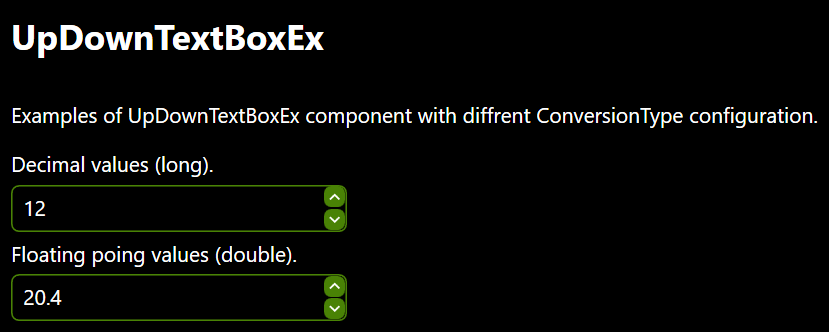 UpDownTextBoxEx
Examples of UpDownTextBoxEx component with diffrent ConversionType configuration.
Decimal values (long).
12
Floating poing values (double).
20.4